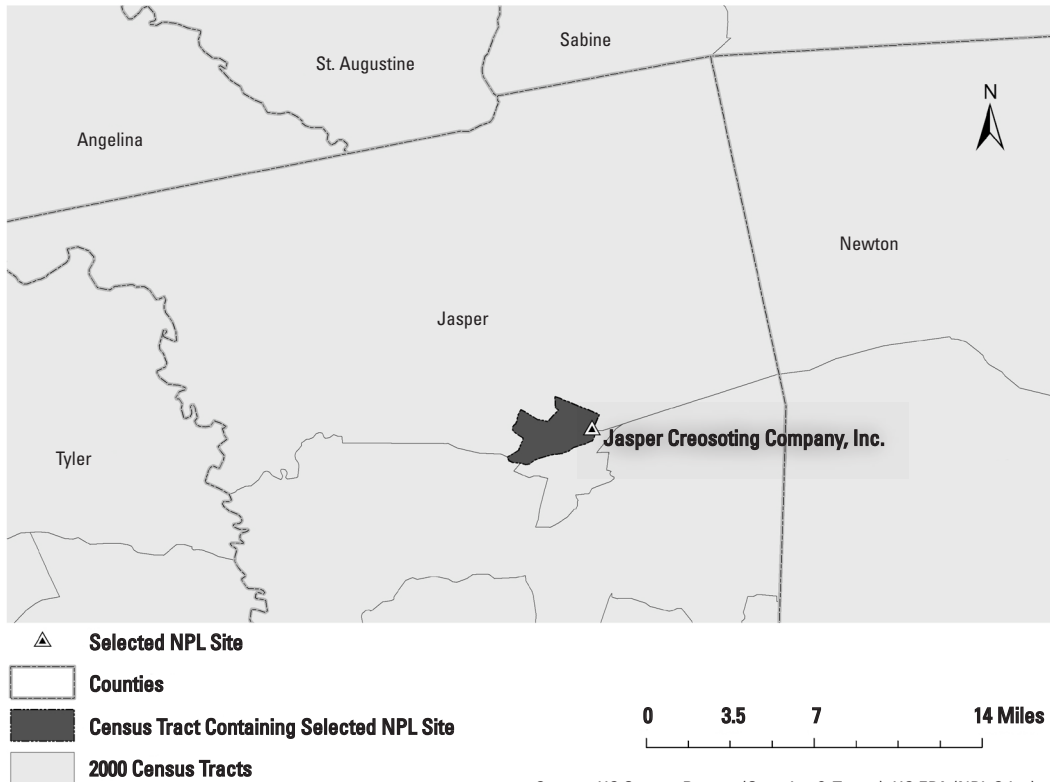 Sabine
St. Augustine
N
Angelina
Newton
Jasper
Jasper Creosoting Company, Inc.
Tyler
Selected NPL Site
Counties
Census Tract Containing Selected NPL Site
2000 Census Tracts
0 3.5 7 14 Miles